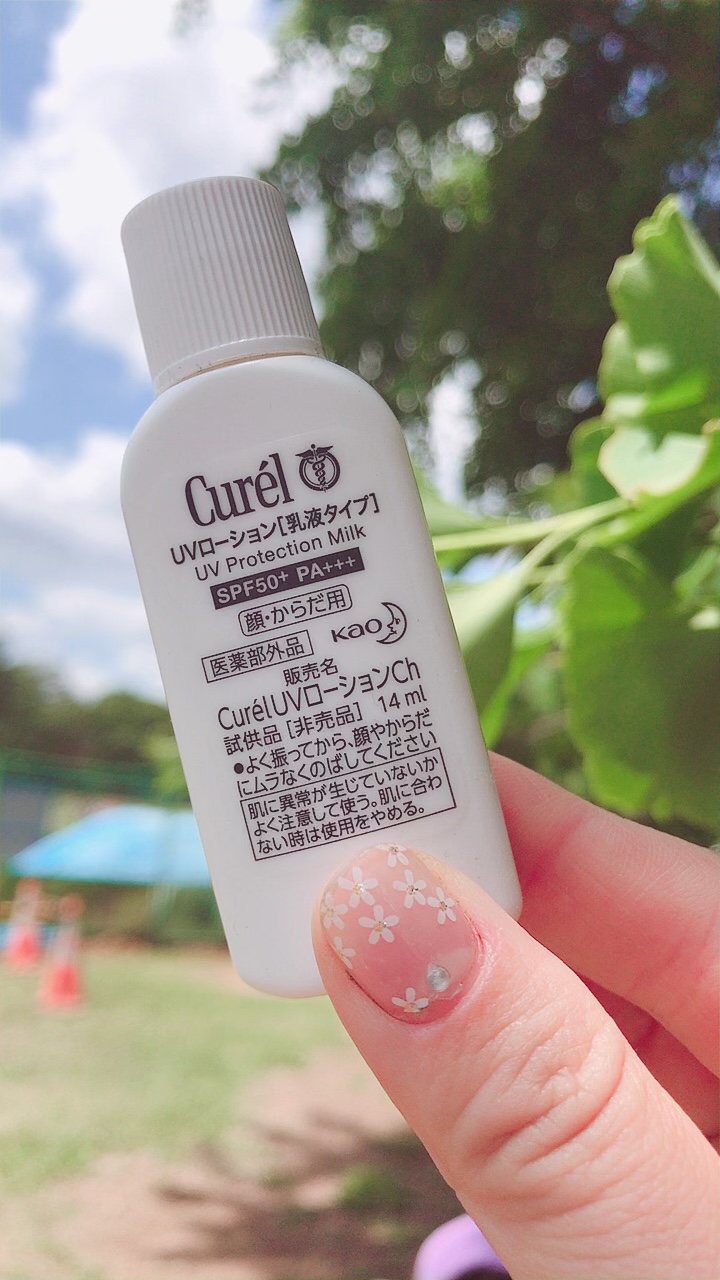 Curél
UVローション[乳液タイプ]
UV Protection Milk
SPF50+ PA+++
顔・からだ用
医薬部外品 Kao
販売名
CurélUVローションCh
試供品 [非売品] 14 ml
●よく振ってから、顔やからだ
にムラなくのばしてください
肌に異常が生じていないか
よく注意して使う。肌に合わ
ない時は使用をやめる。